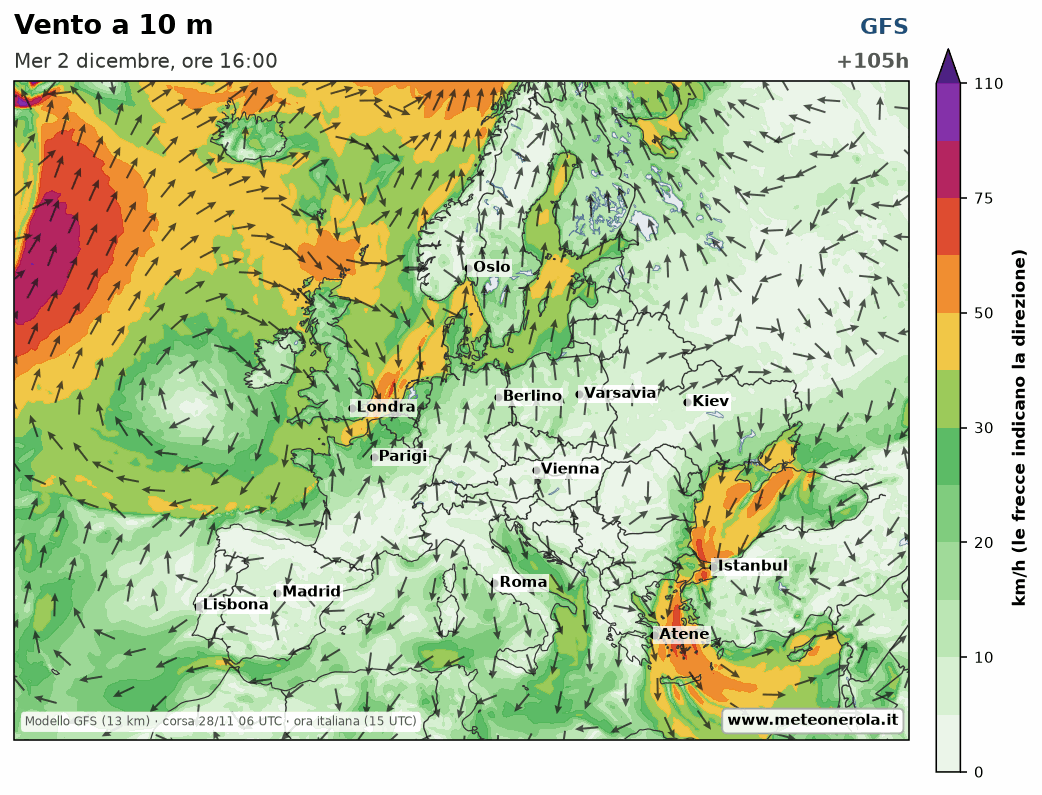 Vento a 10 m
GFS
Mer 2 dicembre, ore 16:00
+105h
110
75
50
30
20
10
0
km/h (le frecce indicano la direzione)
Oslo
Londra
Berlino
Varsavia
Kiev
Parigi
Vienna
Istanbul
Roma
Madrid
Lisbona
Atene
Modello GFS (13 km) · corsa 28/11 06 UTC · ora italiana (15 UTC)
www.meteonerola.it